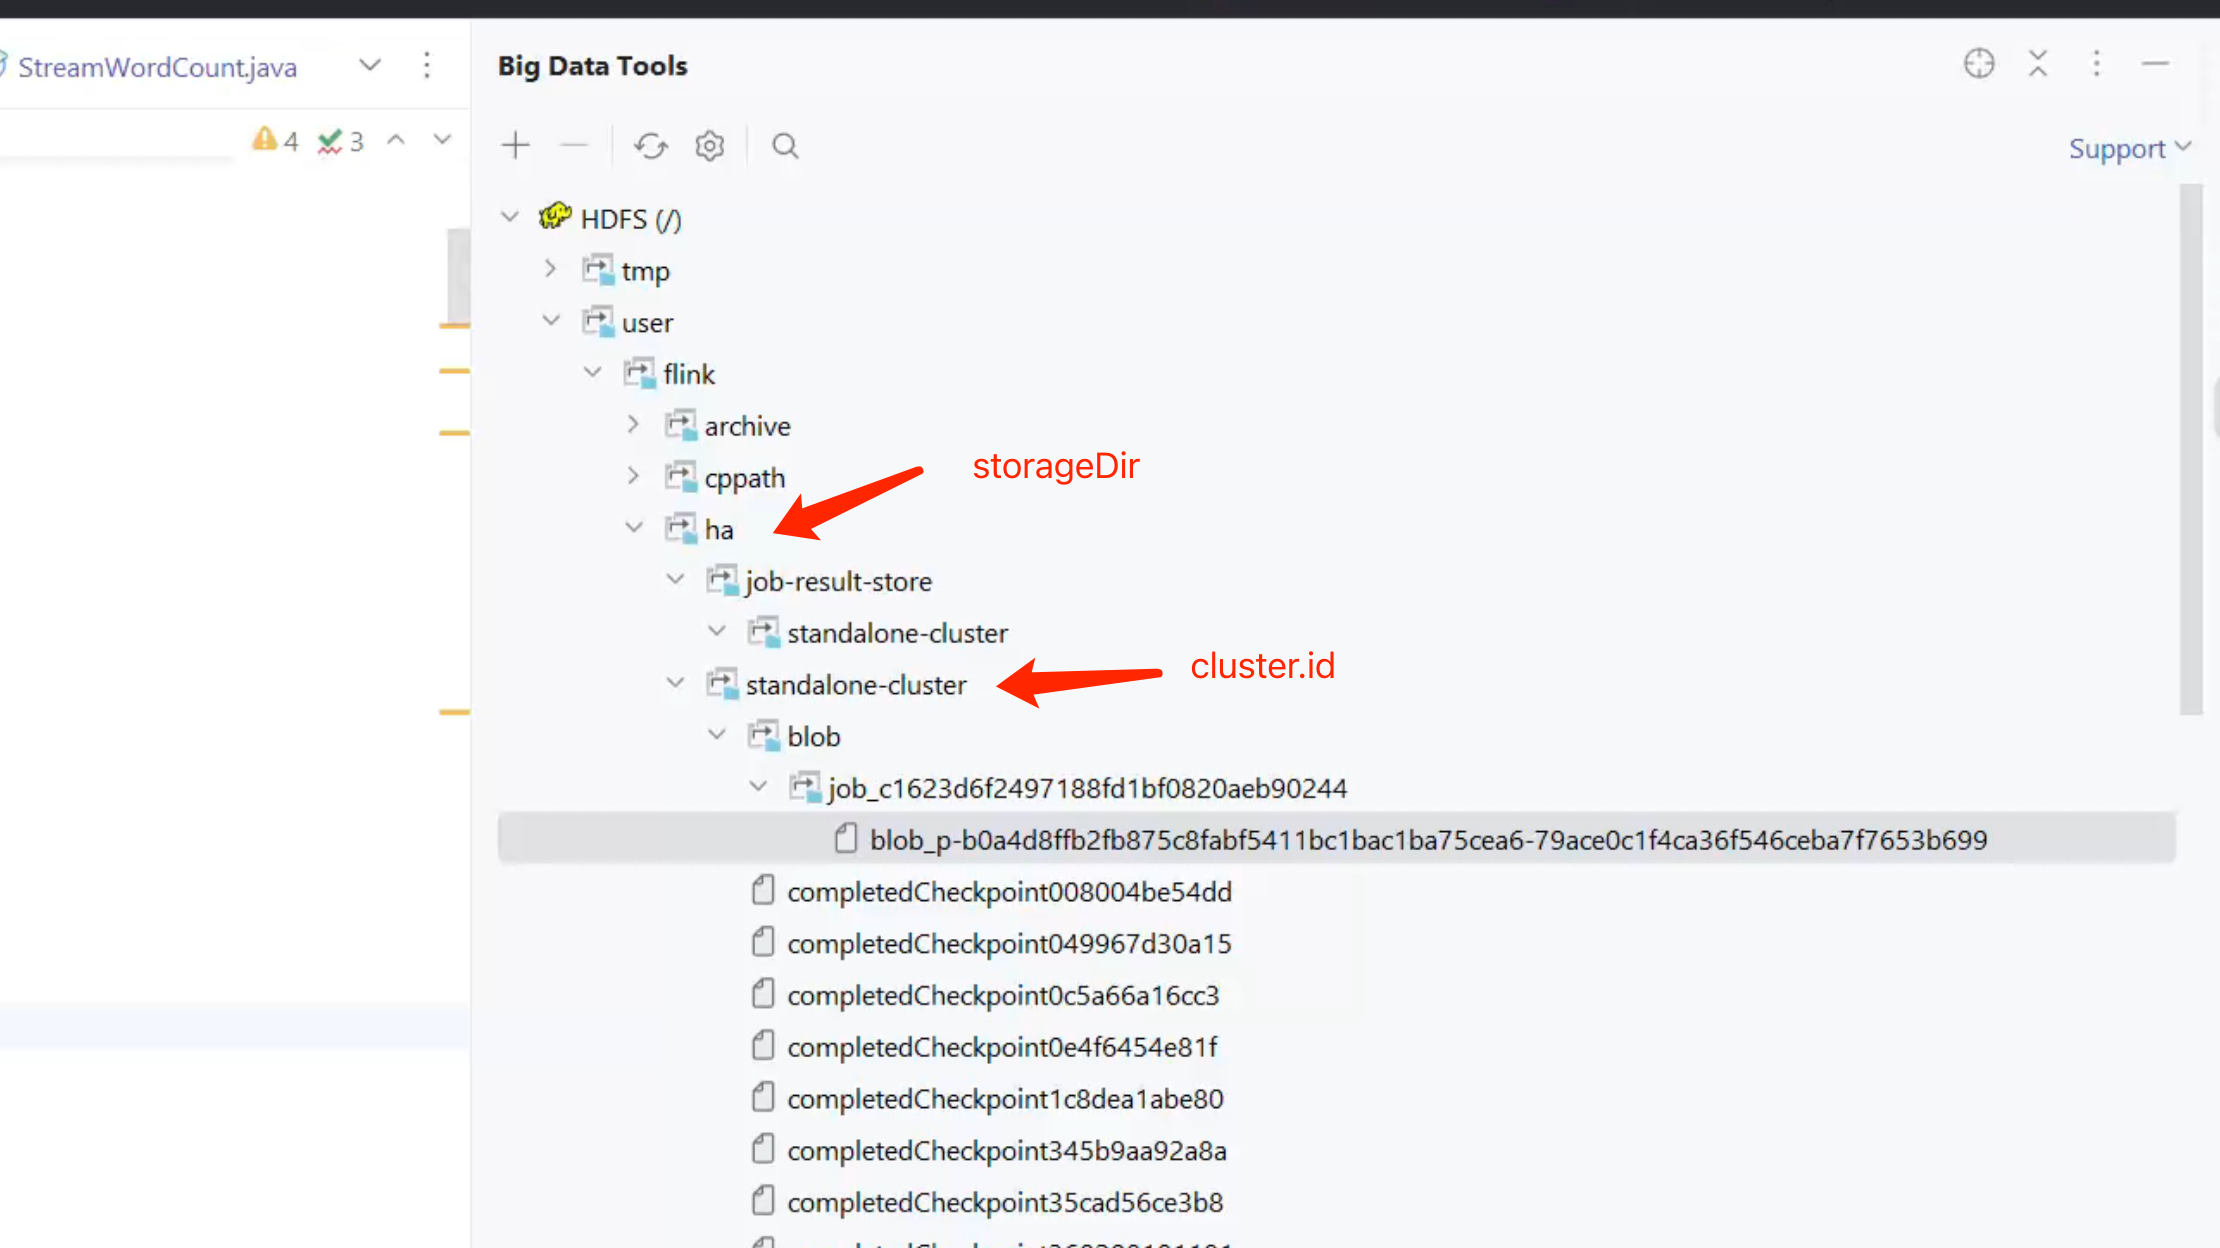 StreamWordCount.java
Big Data Tools
4 3
Support
HDFS (/)
tmp
user
flink
archive
storageDir
cppath
ha
job-result-store
standalone-cluster
cluster.id
standalone-cluster
blob
job_c1623d6f2497188fd1bf0820aeb90244
blob_p-b0a4d8ffb2fb875c8fabf5411bc1bac1ba75cea6-79ace0c1f4ca36f546ceba7f7653b699
completedCheckpoint008004be54dd
completedCheckpoint049967d30a15
completedCheckpoint0c5a66a16cc3
completedCheckpoint0e4f6454e81f
completedCheckpoint1c8dea1abe80
completedCheckpoint345b9aa92a8a
completedCheckpoint35cad56ce3b8